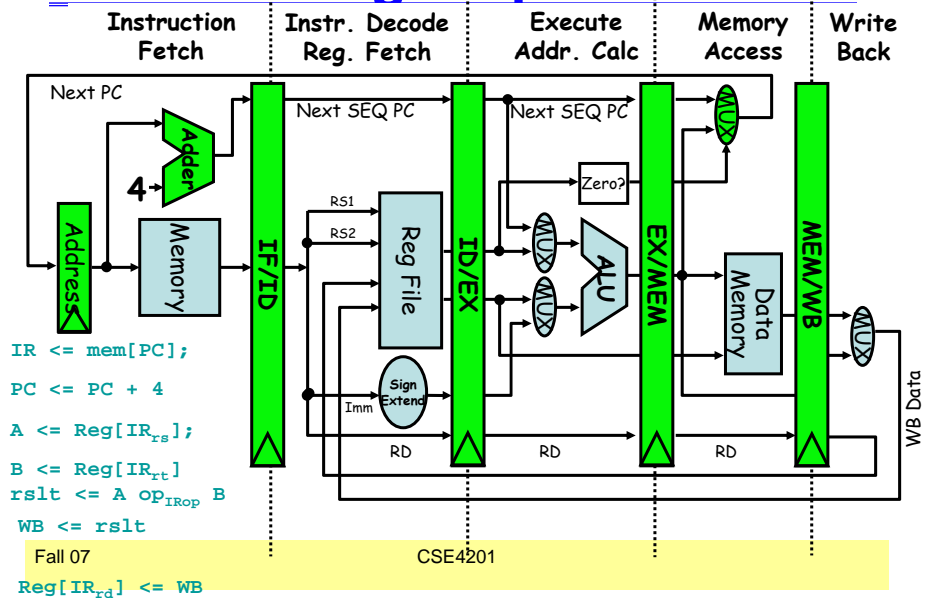 Instruction Fetch
Instr. Decode Reg. Fetch
Execute Addr. Calc
Memory Access
Write Back
Next PC
Next SEQ PC
Next SEQ PC
MUX
Adder
4
Zero?
RS1
RS2
Address
Memory
IF/ID
Reg File
ID/EX
MUX
MUX
ALU
EX/MEM
Data Memory
MEM/WB
MUX
Sign Extend
Imm
RD
RD
RD
WB Data
IR <= mem[PC];
PC <= PC + 4
A <= Reg[IRrs];
B <= Reg[IRrt]
rslt <= A opIRop B
WB <= rslt
Fall 07
CSE4201
Reg[IRrd] <= WB